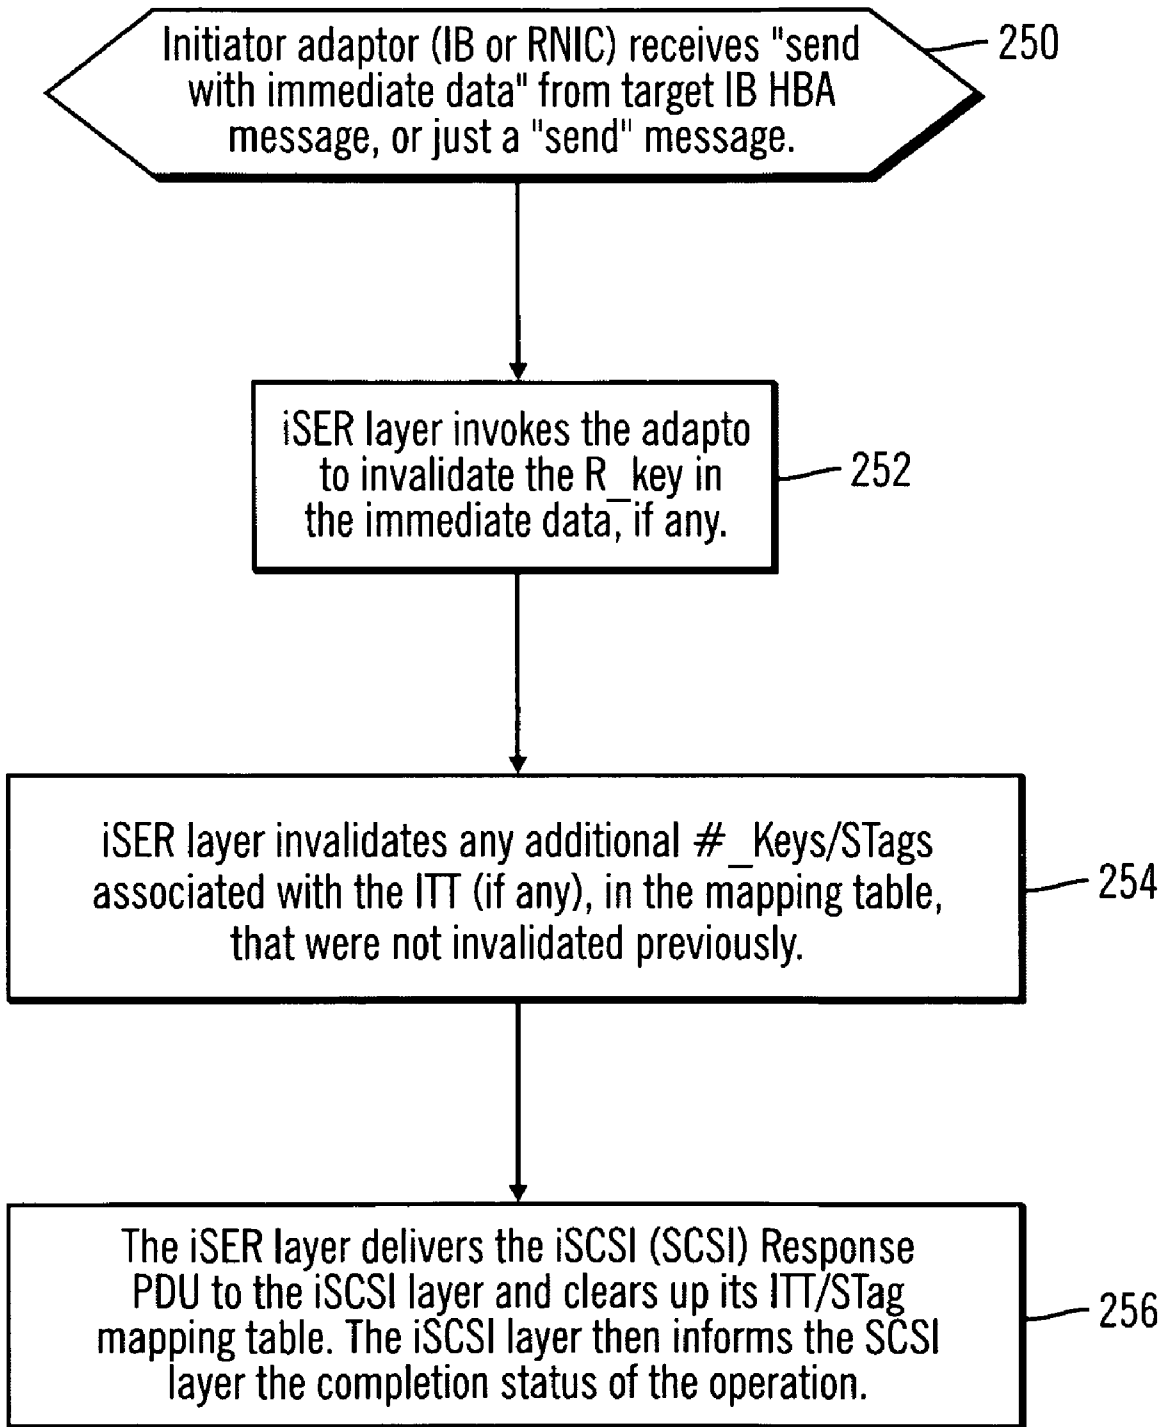 Initiator adaptor (IB or RNIC) receives "send
with immediate data" from target IB HBA
message, or just a "send" message.
250
iSER layer invokes the adapto
to invalidate the R_key in
the immediate data, if any.
252
iSER layer invalidates any additional #_Keys/STags
associated with the ITT (if any), in the mapping table,
that were not invalidated previously.
254
The iSER layer delivers the iSCSI (SCSI) Response
PDU to the iSCSI layer and clears up its ITT/STag
mapping table. The iSCSI layer then informs the SCSI
layer the completion status of the operation.
256